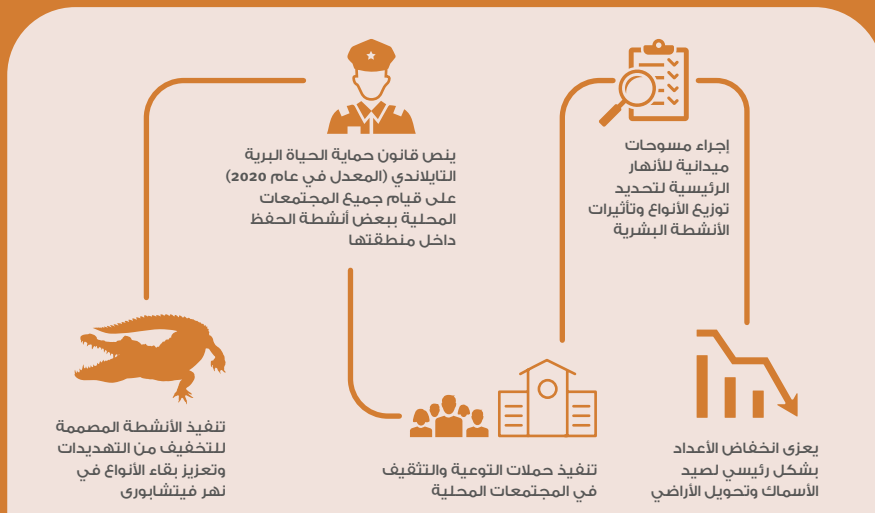 إجراء مسوحات
ميدانية للأنهار
الرئيسية لتحديد
توزيع الأنواع وتأثيرات
الأنشطة البشرية
ينص قانون حماية الحياة البرية
التايلاندي (المعدل في عام 2020)
على قيام جميع المجتمعات
المحلية ببعض أنشطة الحفظ
داخل منطقتها
يعزى انخفاض الأعداد
بشكل رئيسي لصيد
الأسماك وتحويل الأراضي
تنفيذ حملات التوعية والتثقيف
في المجتمعات المحلية
تنفيذ الأنشطة المصممة
للتخفيف من التهديدات
وتعزيز بقاء الأنواع في
نهر فيتشابوري